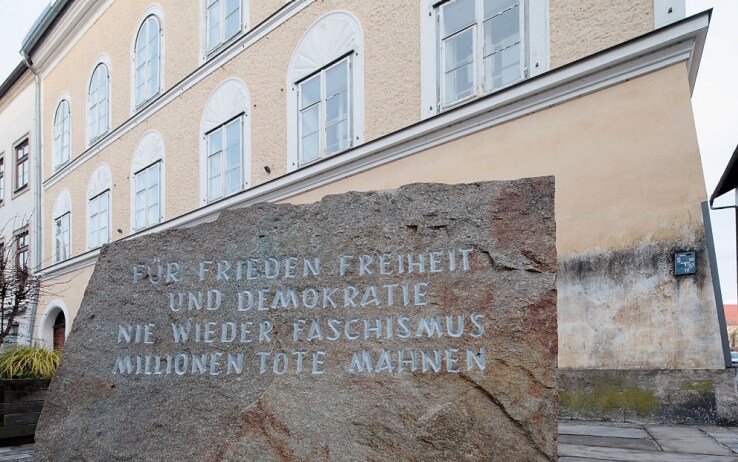 FÜR FRIEDEN FREIHEIT
UND DEMOKRATIE
NIE WIEDER FASCHISMUS
MILLIONEN TOTE MAHNEN